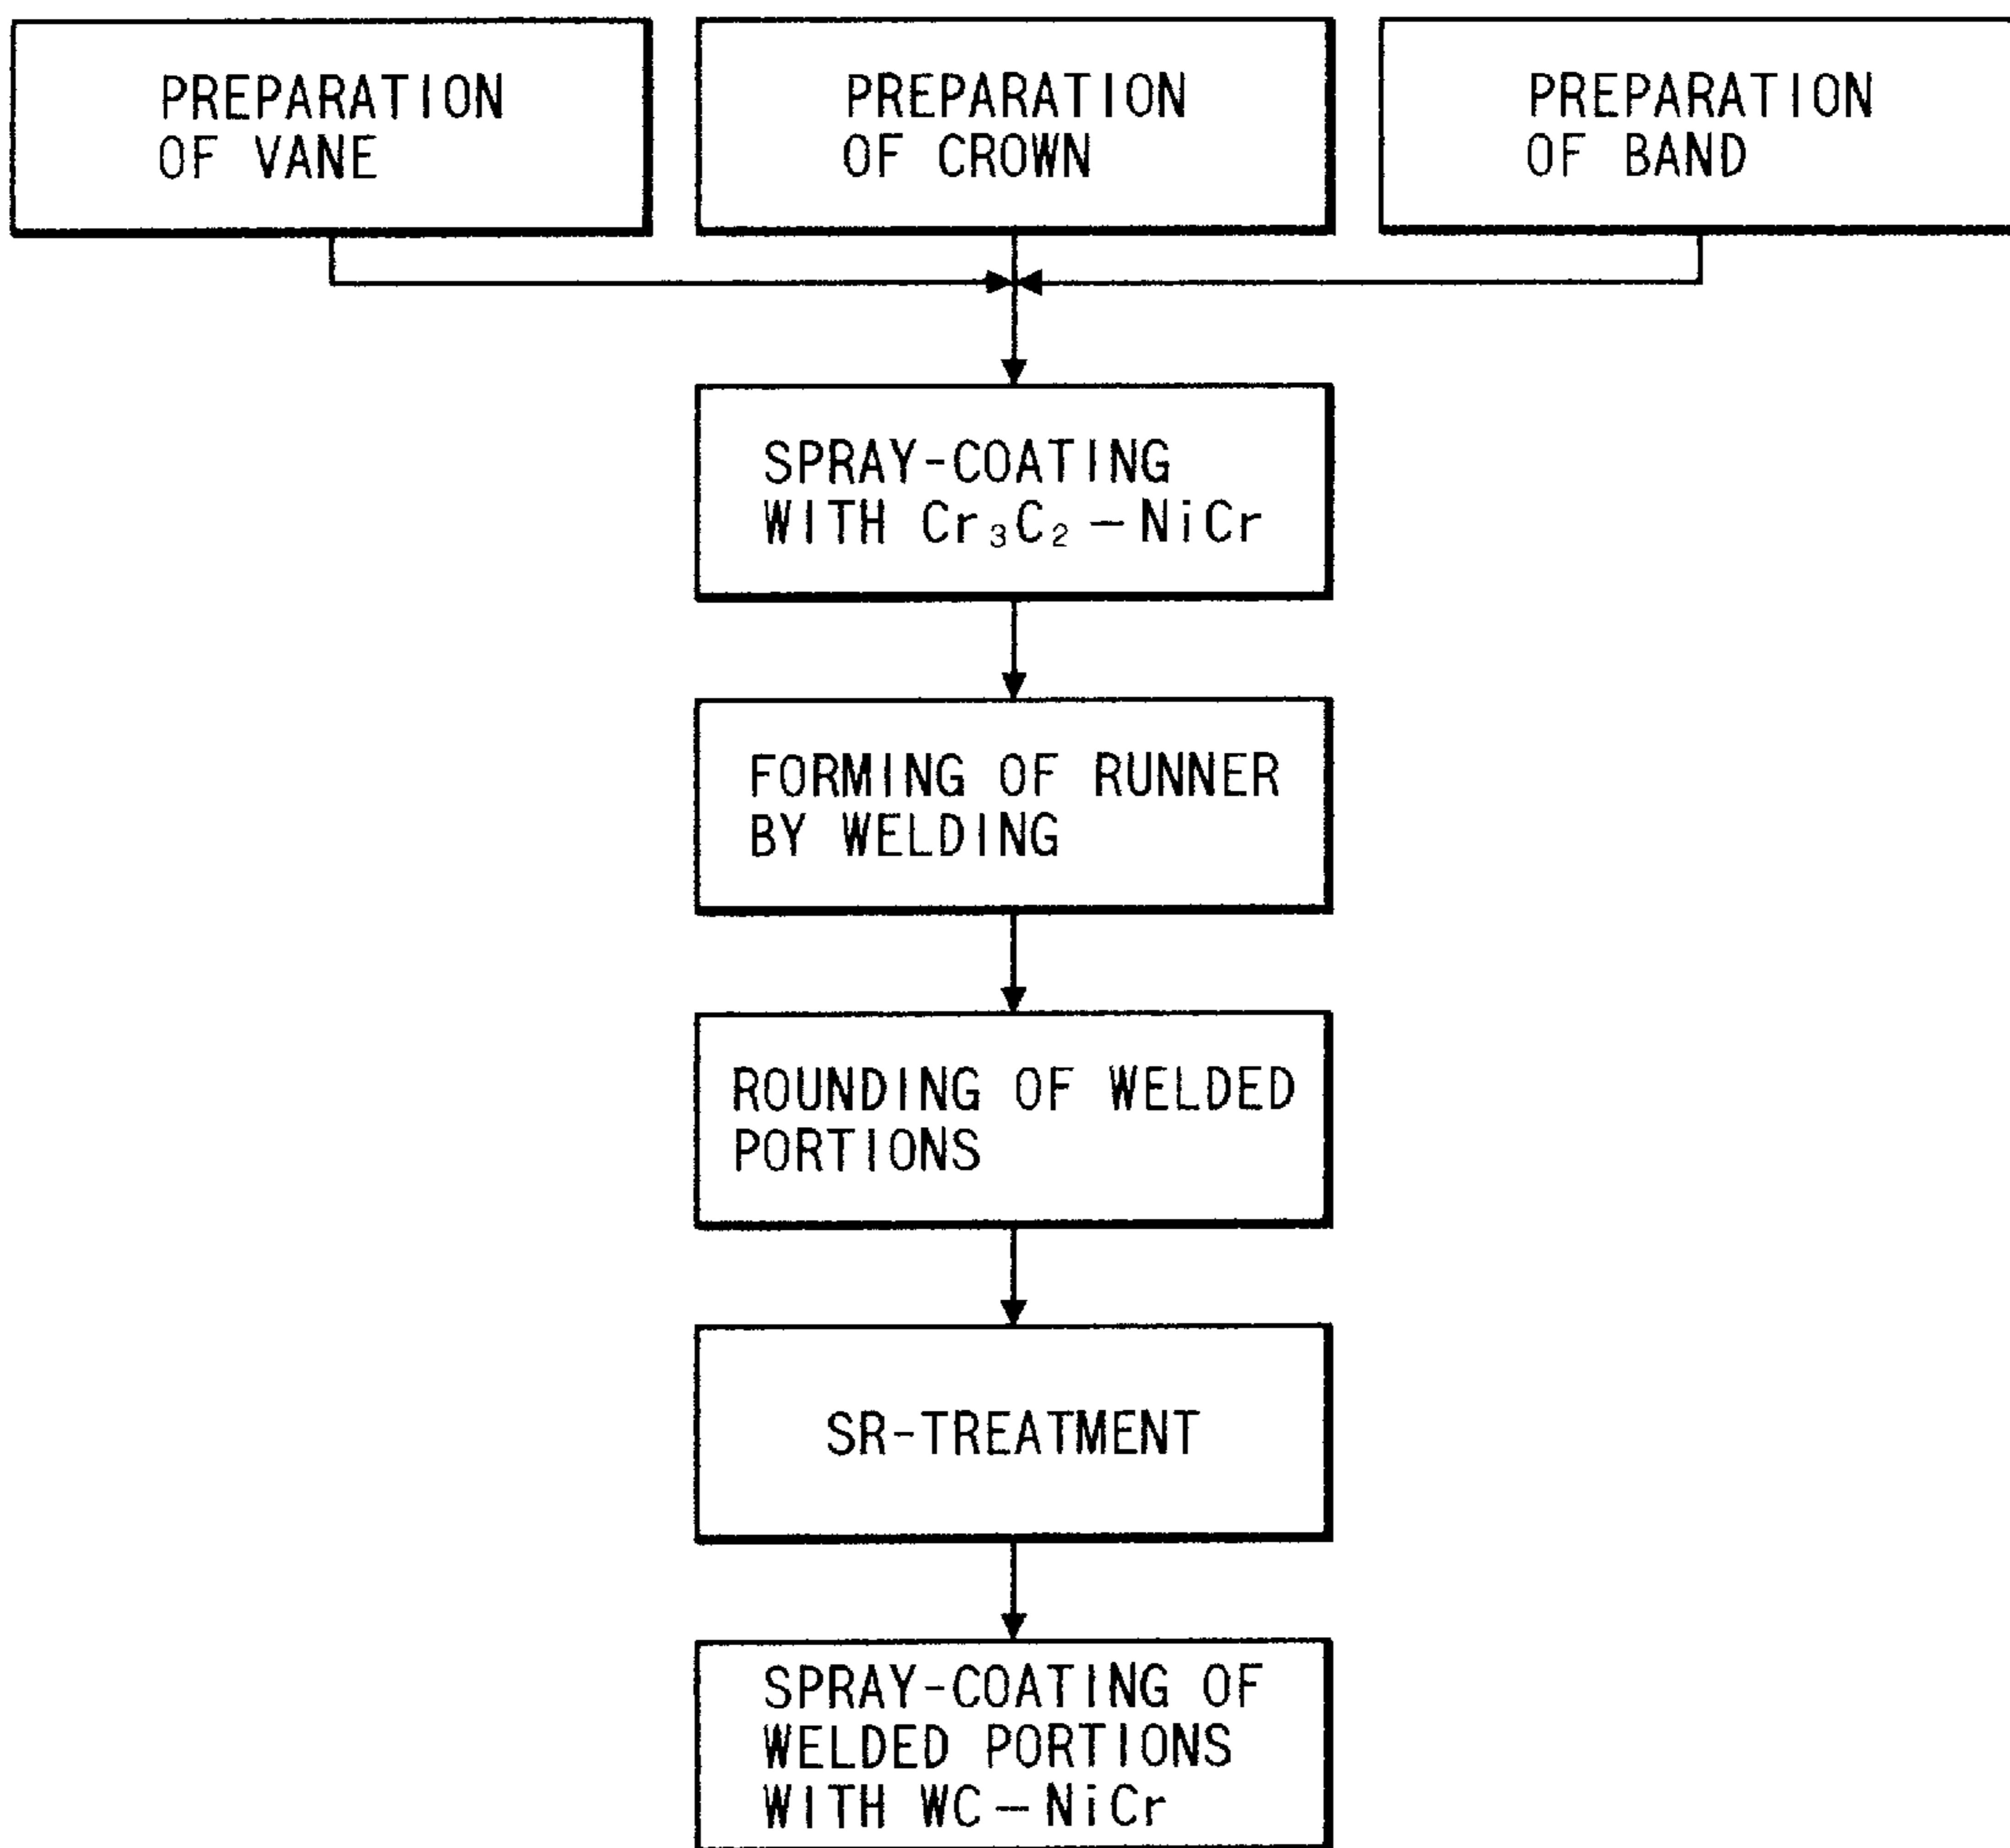 PREPARATION
OF VANE
PREPARATION
OF CROWN
PREPARATION
OF BAND
SPRAY-COATING
WITH Cr₃C₂-NiCr
FORMING OF RUNNER
BY WELDING
ROUNDING OF WELDED
PORTIONS
SR-TREATMENT
SPRAY-COATING OF
WELDED PORTIONS
WITH WC-NiCr